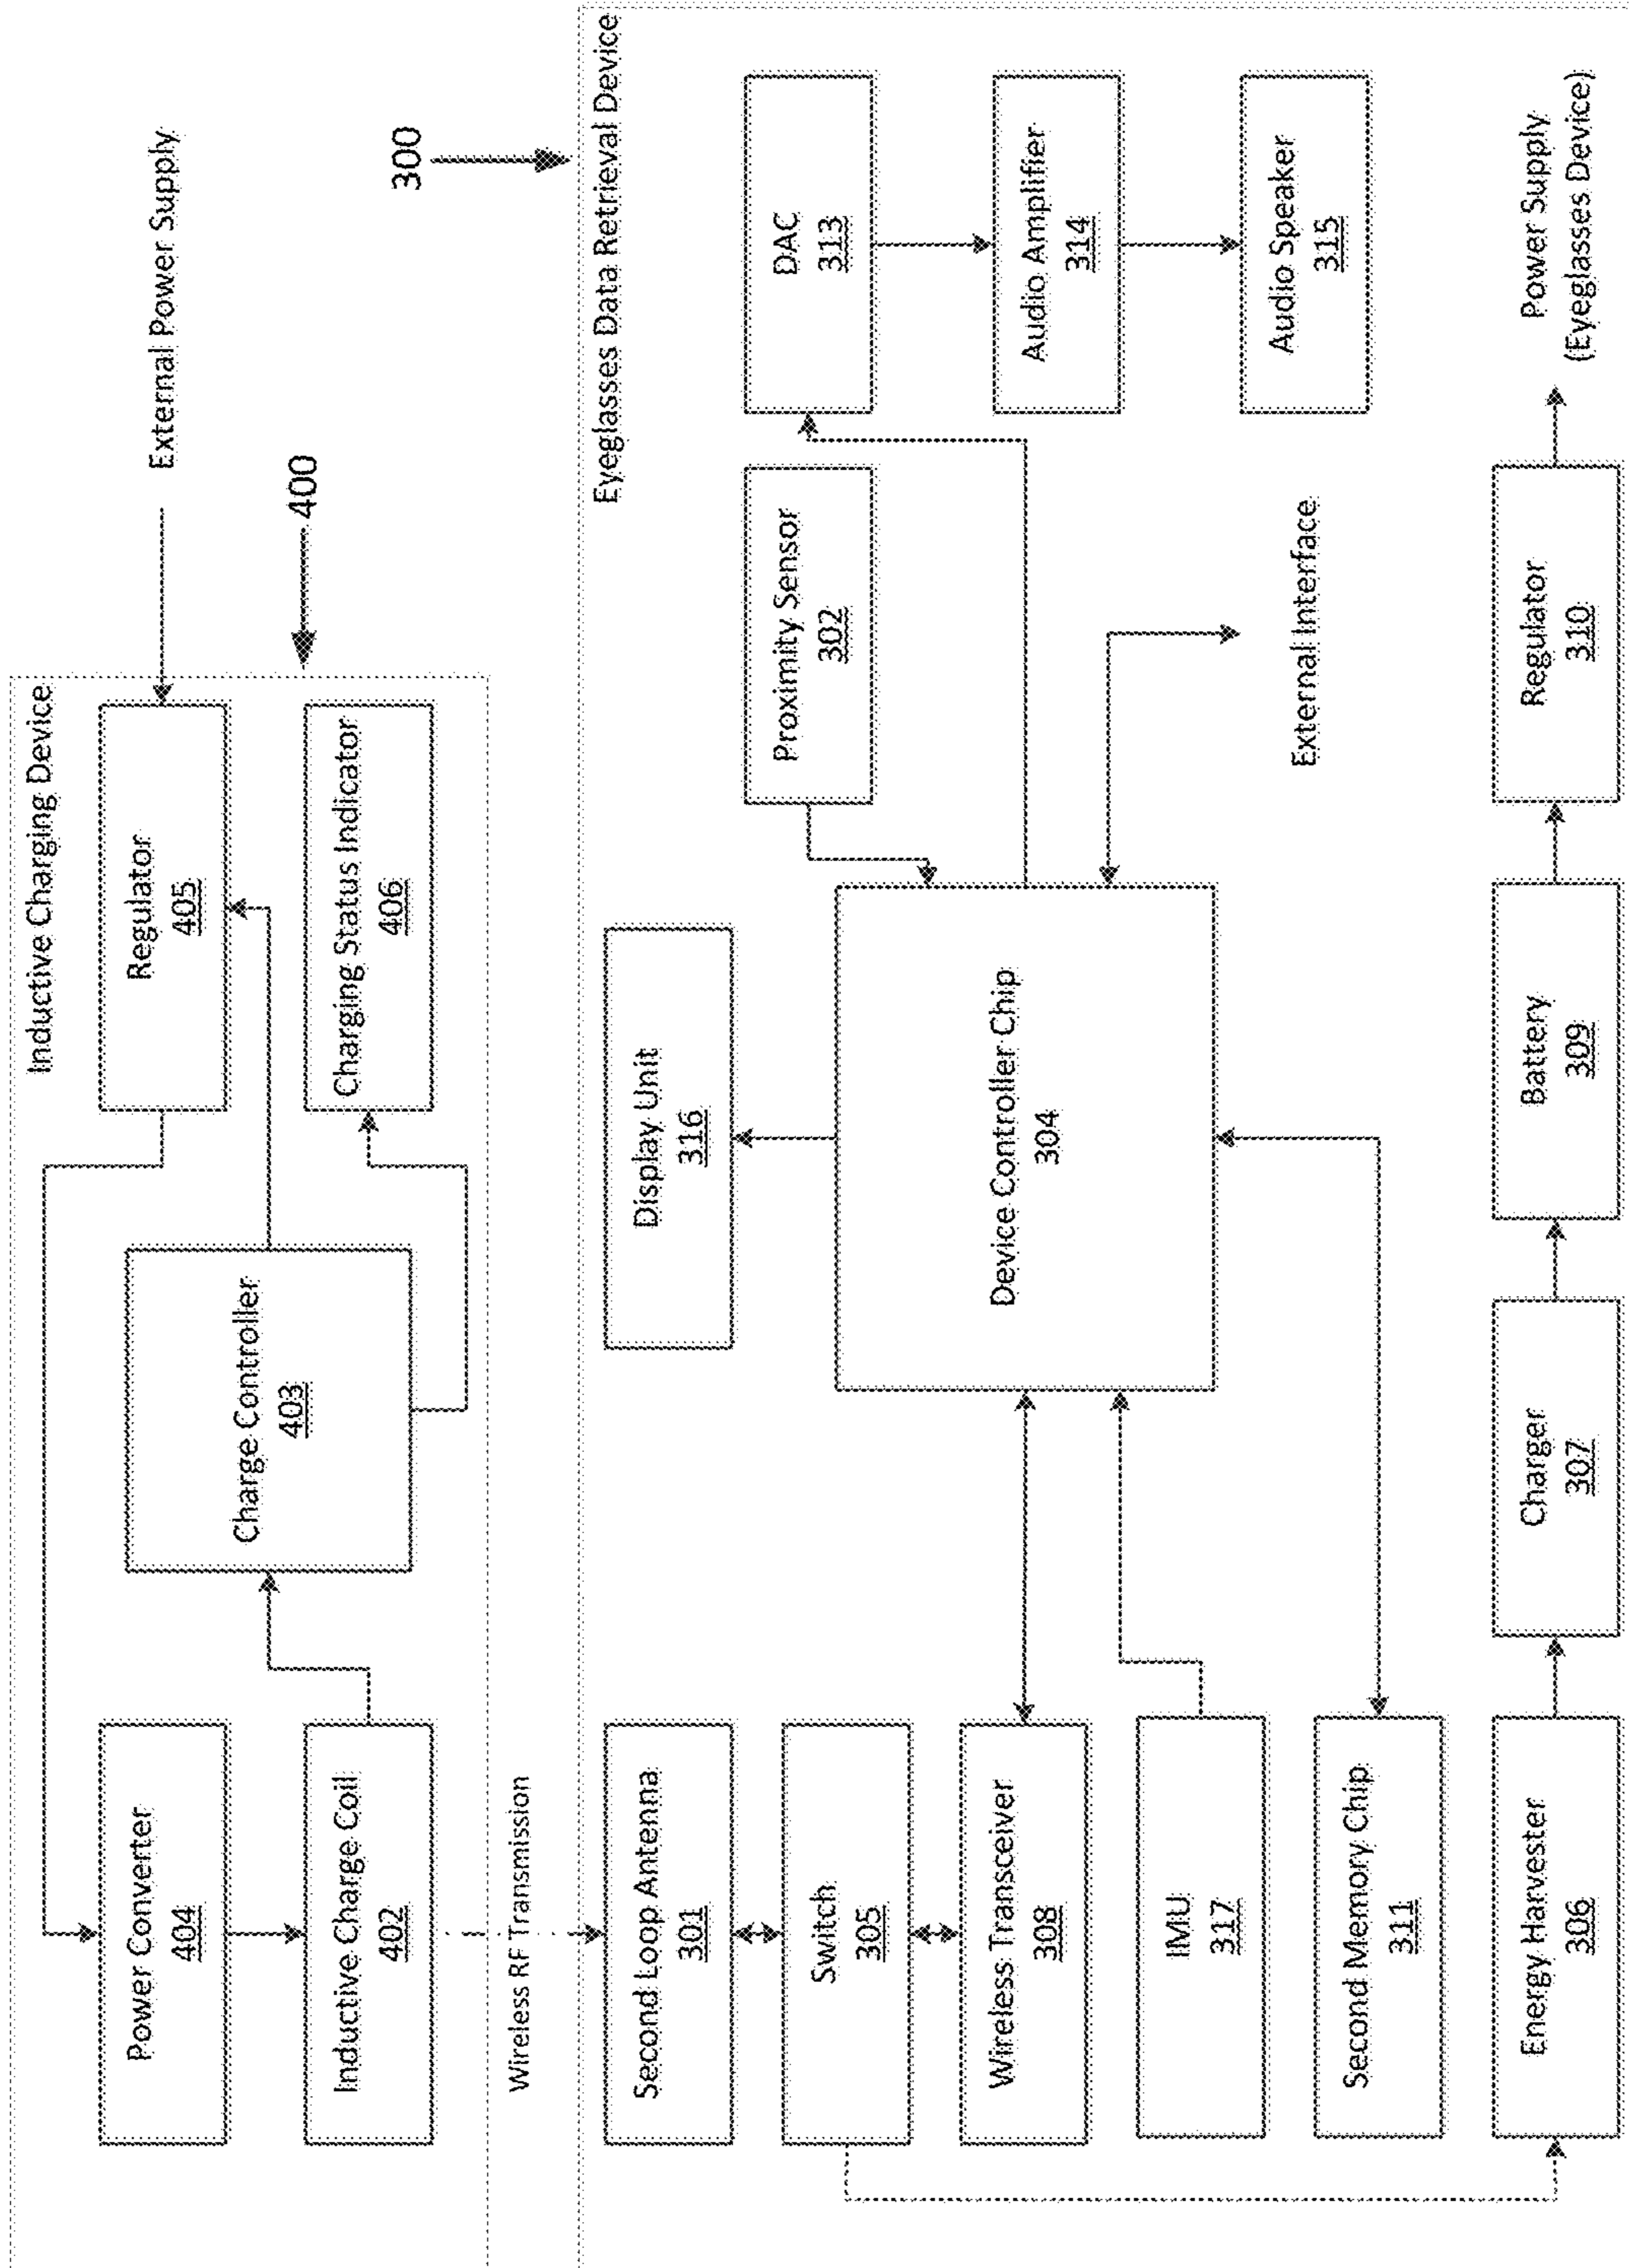 Inductive Charging Device
Power Converter
404
Inductive Charge Coil
402
Charge Controller
403
Regulator
405
Charging Status Indicator
406
External Power Supply
400
Wireless RF Transmission
300
Eyeglasses Data Retrieval Device
Second Loop Antenna
301
Switch
305
Wireless Transceiver
308
IMU
317
Second Memory Chip
311
Display Unit
316
Device Controller Chip
304
Proximity Sensor
302
DAC
313
Audio Amplifier
314
Audio Speaker
315
External Interface
Energy Harvester
306
Charger
307
Battery
309
Regulator
310
Power Supply
(Eyeglasses Device)